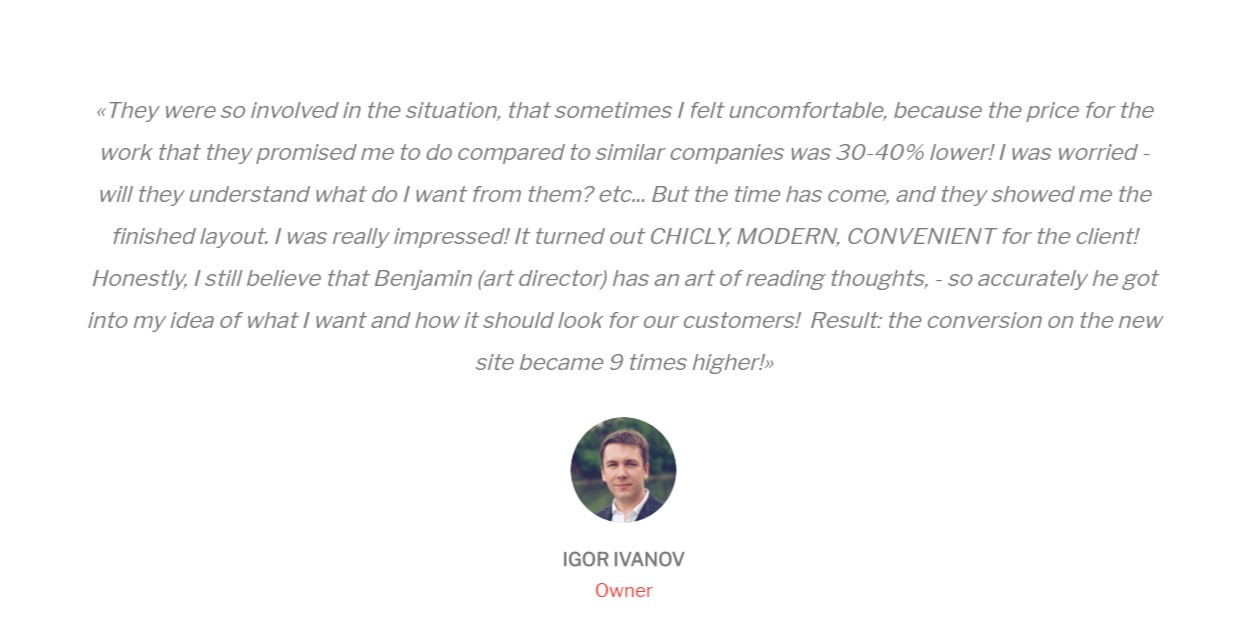 «They were so involved in the situation, that sometimes I felt uncomfortable, because the price for the
work that they promised me to do compared to similar companies was 30-40% lower! I was worried -
will they understand what do I want from them? etc... But the time has come, and they showed me the
finished layout. I was really impressed! It turned out CHICLY, MODERN, CONVENIENT for the client!
Honestly, I still believe that Benjamin (art director) has an art of reading thoughts, - so accurately he got
into my idea of what I want and how it should look for our customers!  Result: the conversion on the new
site became 9 times higher!»
IGOR IVANOV
Owner